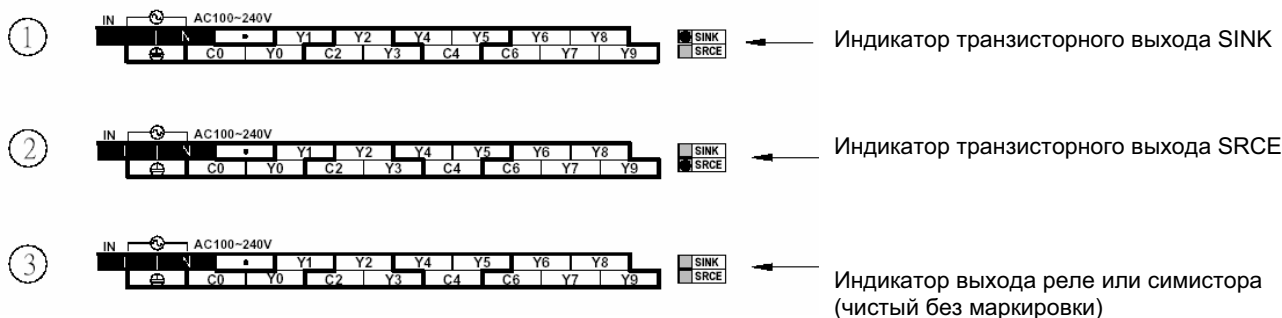 1
IN AC100~240V
N Y1 Y2 Y4 Y5 Y6 Y8
C0 Y0 C2 Y3 C4 C6 Y7 Y9
SINK
SRCE
Индикатор транзисторного выхода SINK
2
IN AC100~240V
N Y1 Y2 Y4 Y5 Y6 Y8
C0 Y0 C2 Y3 C4 C6 Y7 Y9
SINK
SRCE
Индикатор транзисторного выхода SRCE
3
IN AC100~240V
Y1 Y2 Y4 Y5 Y6 Y8
C0 Y0 C2 Y3 C4 C6 Y7 Y9
SINK
SRCE
Индикатор выхода реле или симистора
(чистый без маркировки)